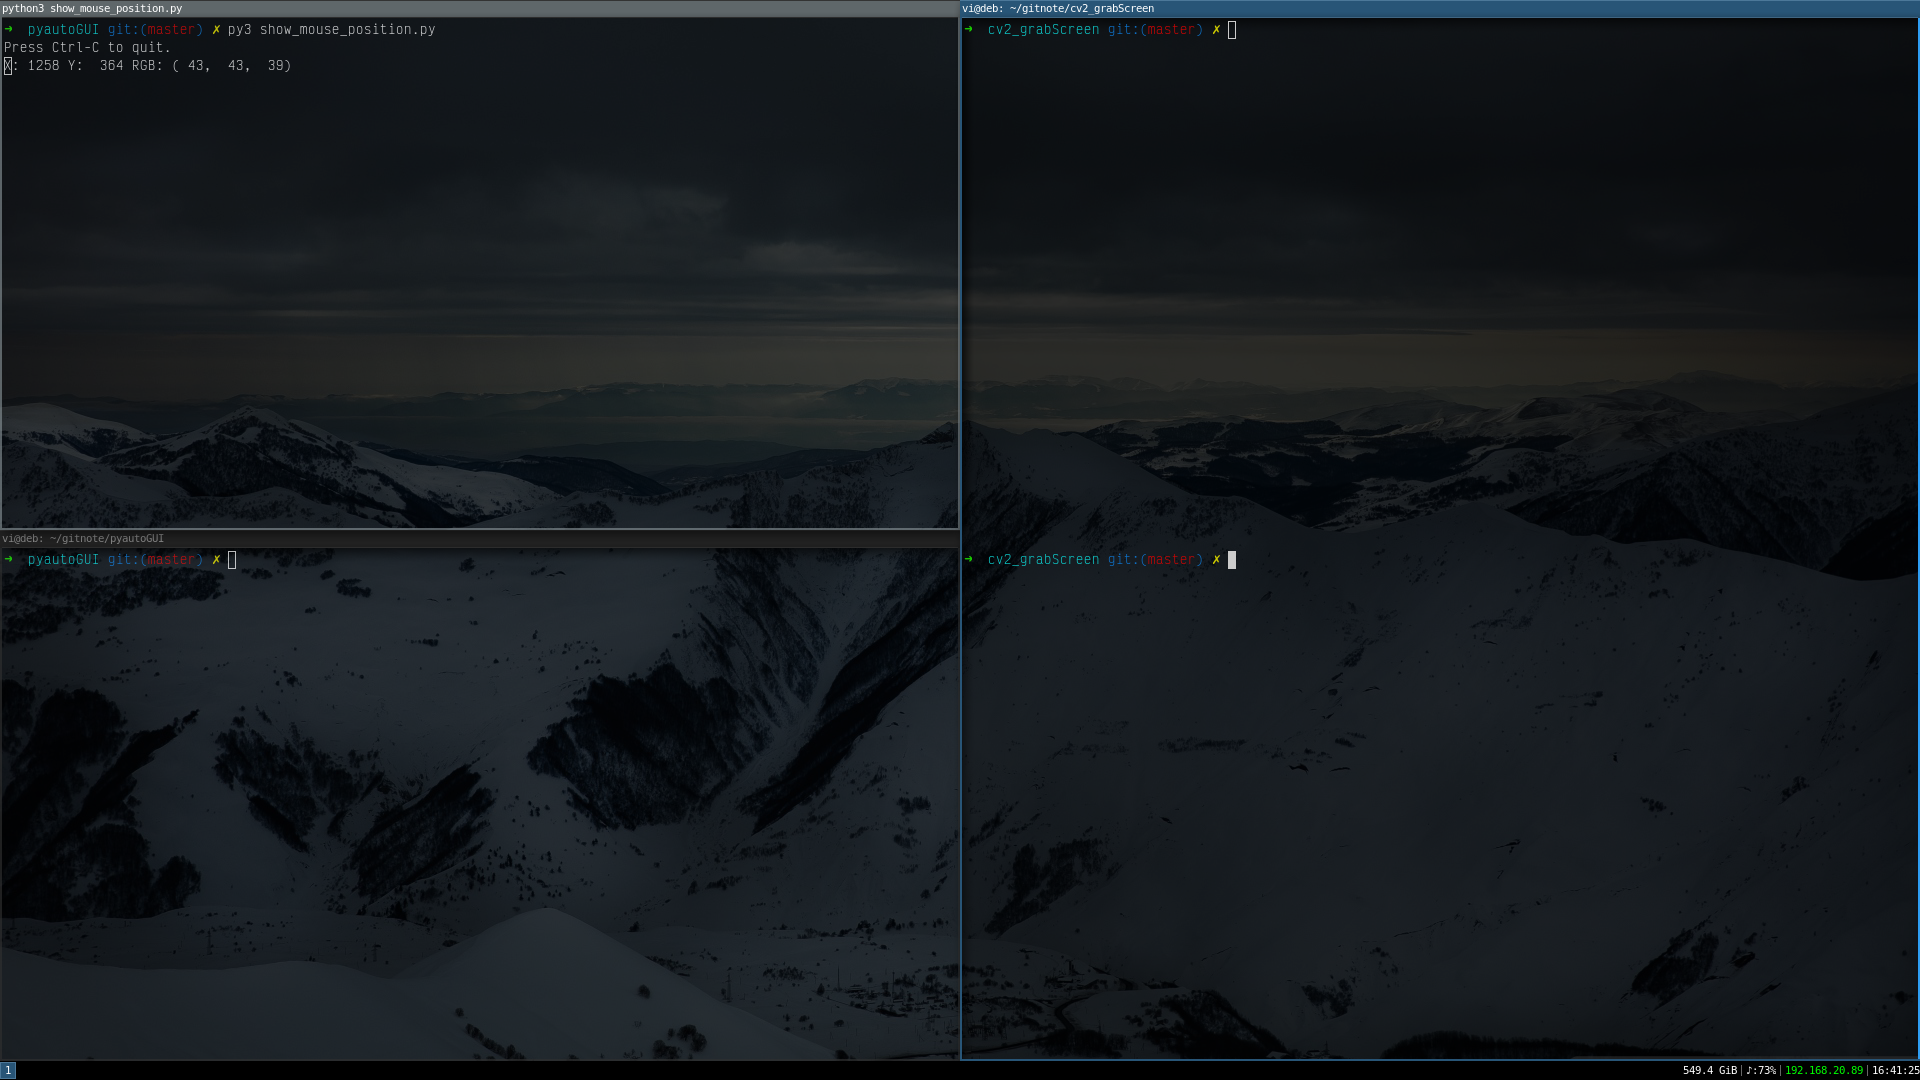 python3 show_mouse_position.py
➜  pyautoGUI git:(master) ✗ py3 show_mouse_position.py
Press Ctrl-C to quit.
X: 1258 Y:  364 RGB: ( 43,  43,  39)
vi@deb: ~/gitnote/pyautoGUI
➜  pyautoGUI git:(master) ✗
vi@deb: ~/gitnote/cv2_grabScreen
➜  cv2_grabScreen git:(master) ✗
➜  cv2_grabScreen git:(master) ✗
1
549.4 GiB|♪:73%|192.168.20.89|16:41:25